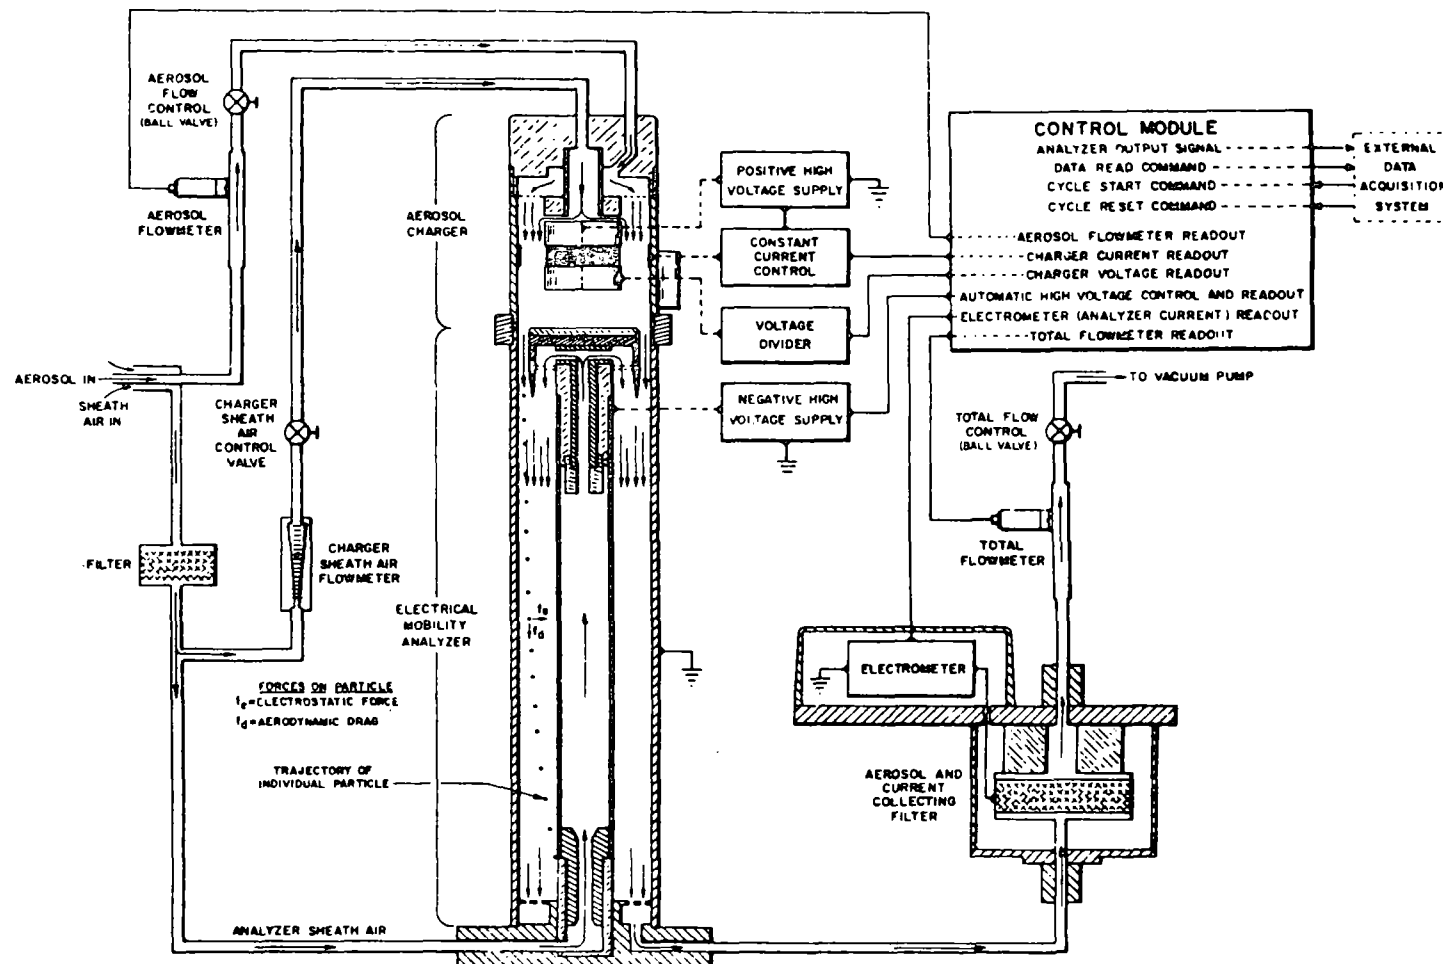 AEROSOL
FLOW
CONTROL
(BALL VALVE)
AEROSOL
FLOWMETER
AEROSOL IN
SHEATH
AIR IN
CHARGER
SHEATH
AIR
CONTROL
VALVE
FILTER
CHARGER
SHEATH AIR
FLOWMETER
FORCES ON PARTICLE
fe=ELECTROSTATIC FORCE
fd=AERODYNAMIC DRAG
TRAJECTORY OF
INDIVIDUAL PARTICLE
ANALYZER SHEATH AIR
AEROSOL
CHARGER
ELECTRICAL
MOBILITY
ANALYZER
fe
fd
POSITIVE HIGH
VOLTAGE SUPPLY
CONSTANT
CURRENT
CONTROL
VOLTAGE
DIVIDER
NEGATIVE HIGH
VOLTAGE SUPPLY
CONTROL MODULE
ANALYZER OUTPUT SIGNAL
DATA READ COMMAND
CYCLE START COMMAND
CYCLE RESET COMMAND
AEROSOL FLOWMETER READOUT
CHARGER CURRENT READOUT
CHARGER VOLTAGE READOUT
AUTOMATIC HIGH VOLTAGE CONTROL AND READOUT
ELECTROMETER (ANALYZER CURRENT) READOUT
TOTAL FLOWMETER READOUT
EXTERNAL
DATA
ACQUISITION
SYSTEM
TO VACUUM PUMP
TOTAL FLOW
CONTROL
(BALL VALVE)
TOTAL
FLOWMETER
ELECTROMETER
AEROSOL AND
CURRENT
COLLECTING
FILTER